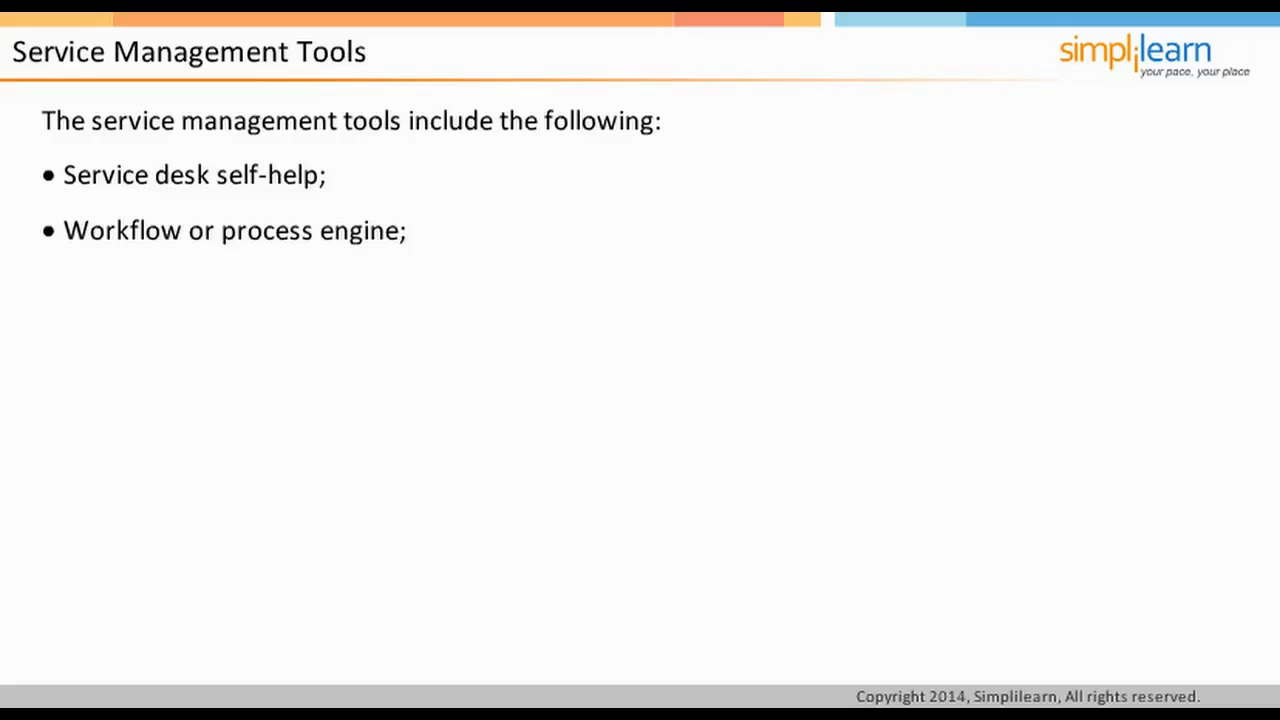 Service Management Tools
simplilearn
your pace, your place
The service management tools include the following:
• Service desk self-help;
• Workflow or process engine;
Copyright 2014, Simplilearn, All rights reserved.